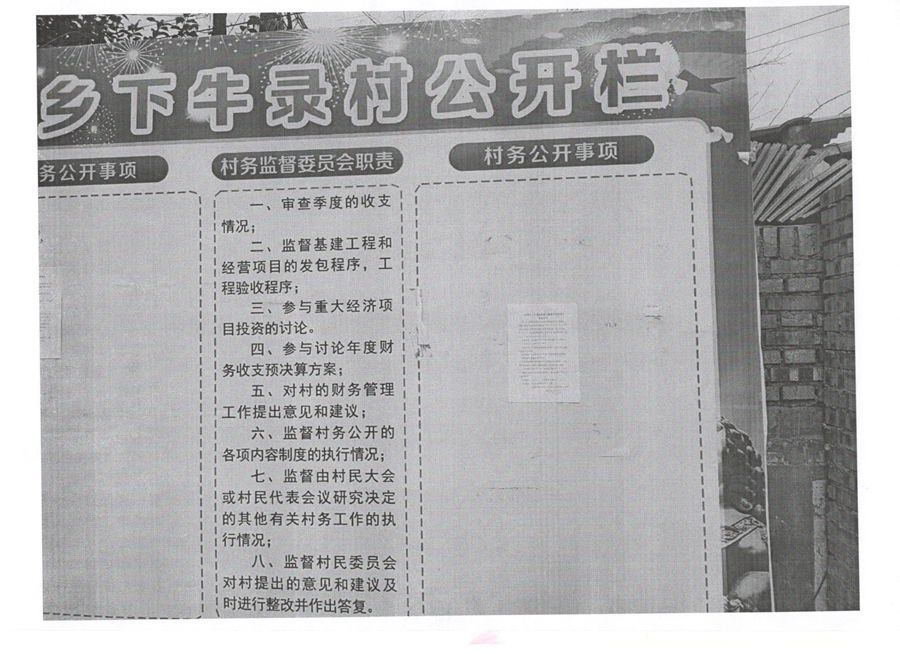 乡下牛录村公开栏
务公开事项
村务监督委员会职责
一、审查季度的收支
情况；
二、监督基建工程和
经营项目的发包程序，工
程验收程序；
三、参与重大经济项
目投资的讨论。
四、参与讨论年度财
务收支预决算方案；
五、对村的财务管理
工作提出意见和建议；
六、监督村务公开的
各项内容制度的执行情况；
七、监督由村民大会
或村民代表会议研究决定
的其他有关村务工作的执
行情况；
八、监督村民委员会
对村提出的意见和建议及
时进行整改并作出答复。
村务公开事项